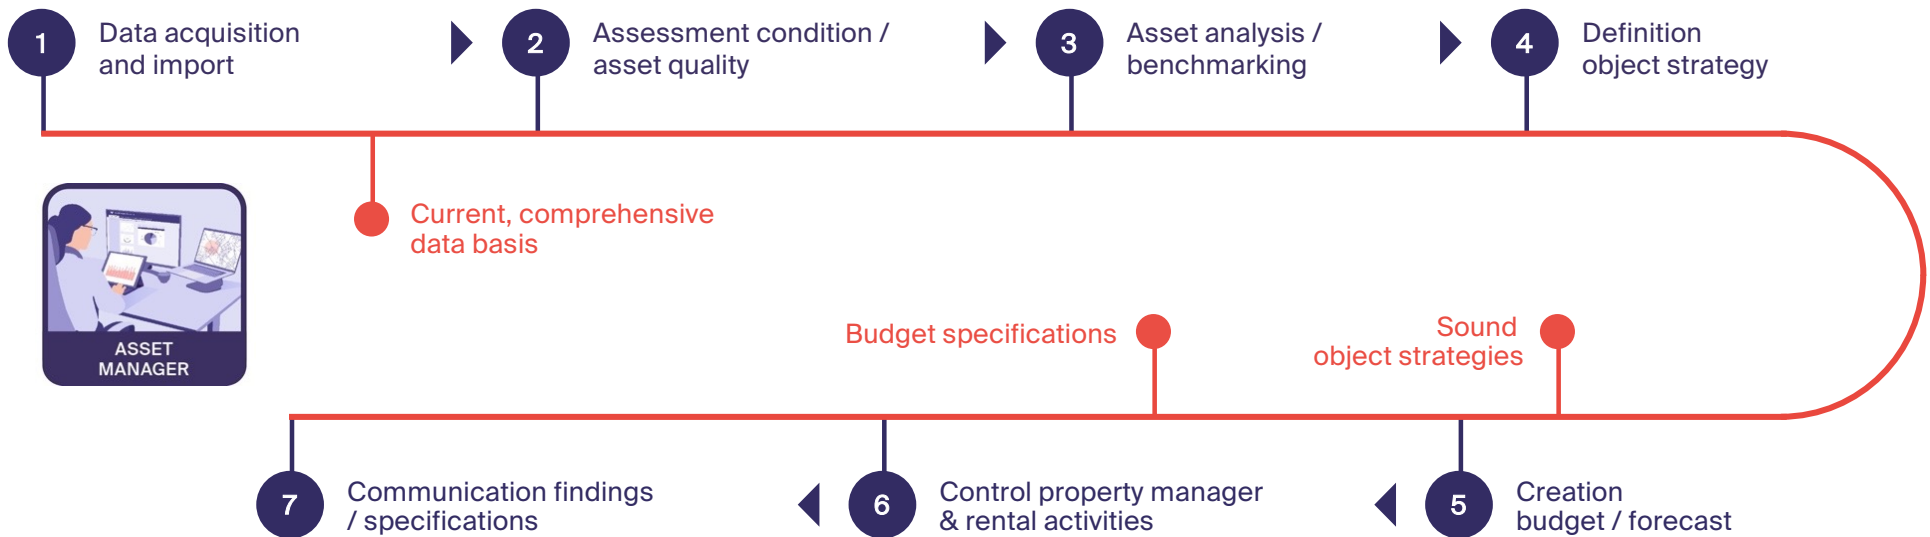 1
Data acquisition
and import
2
Assessment condition /
asset quality
3
Asset analysis /
benchmarking
4
Definition
object strategy
Current, comprehensive
data basis
ASSET
MANAGER
Budget specifications
Sound
object strategies
7
Communication findings
/ specifications
6
Control property manager
& rental activities
5
Creation
budget / forecast